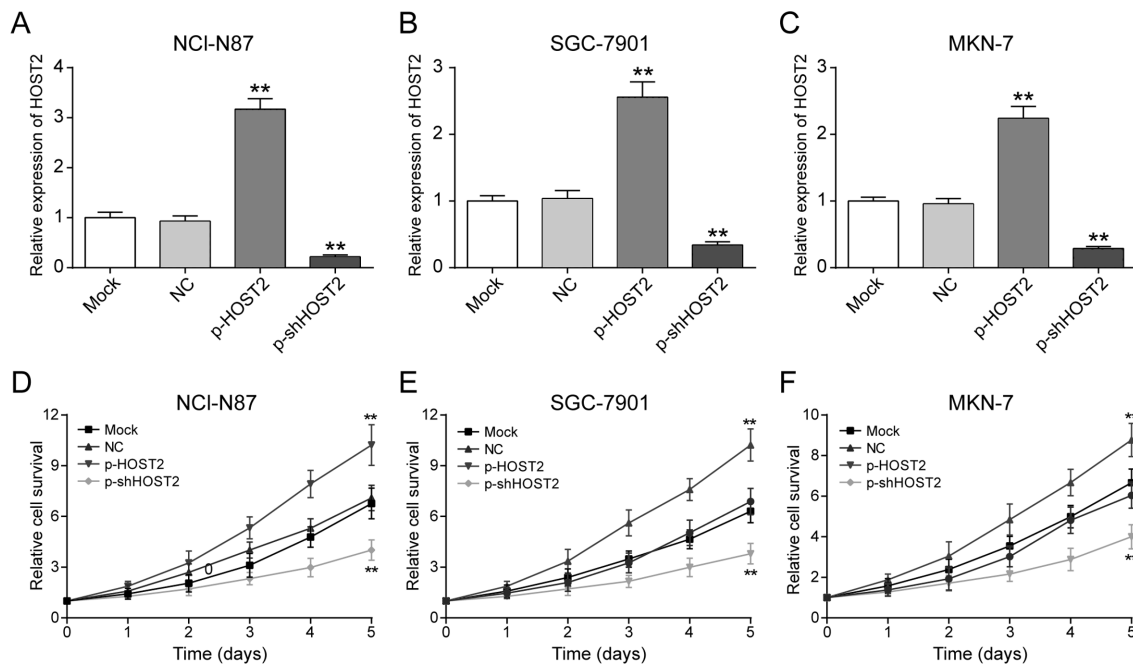 A
NCI-N87
Relative expression of HOST2
4
3
2
1
0
**
**
Mock
NC
p-HOST2
p-shHOST2
B
SGC-7901
Relative expression of HOST2
3
2
1
0
**
**
Mock
NC
p-HOST2
p-shHOST2
C
MKN-7
Relative expression of HOST2
3
2
1
0
**
**
Mock
NC
p-HOST2
p-shHOST2
D
NCI-N87
Relative cell survival
12
9
6
3
0
Mock
NC
p-HOST2
p-shHOST2
**
0
**
0 1 2 3 4 5
Time (days)
E
SGC-7901
Relative cell survival
12
9
6
3
0
Mock
NC
p-HOST2
p-shHOST2
**
**
0 1 2 3 4 5
Time (days)
F
MKN-7
Relative cell survival
10
8
6
4
2
0
Mock
NC
p-HOST2
p-shHOST2
**
**
0 1 2 3 4 5
Time (days)